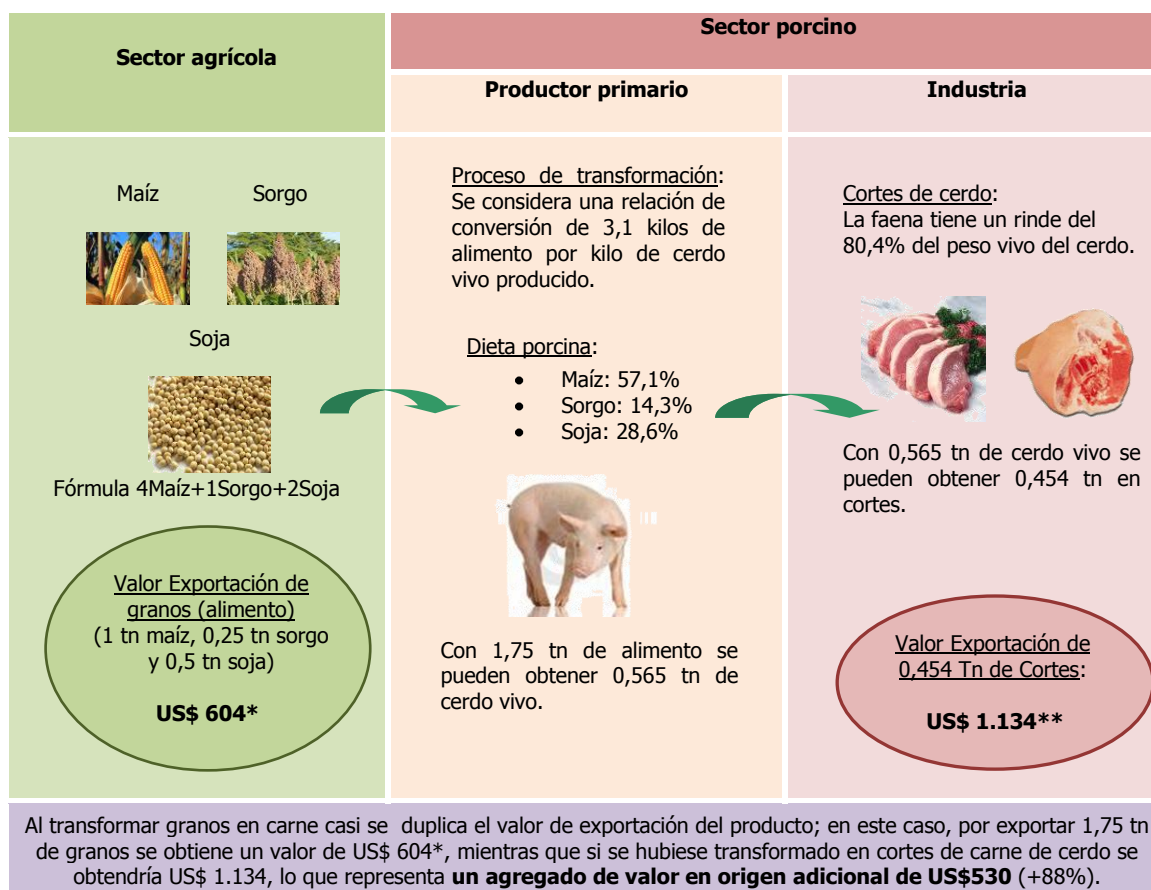 Sector agrícola
Sector porcino
Productor primario
Industria
Maíz
Sorgo
Soja
Fórmula 4Maíz+1Sorgo+2Soja
Valor Exportación de
granos (alimento)
(1 tn maíz, 0,25 tn sorgo
y 0,5 tn soja)
US$ 604*
Proceso de transformación:
Se considera una relación de
conversión de 3,1 kilos de
alimento por kilo de cerdo
vivo producido.
Dieta porcina:
• Maíz: 57,1%
• Sorgo: 14,3%
• Soja: 28,6%
Con 1,75 tn de alimento se
pueden obtener 0,565 tn de
cerdo vivo.
Cortes de cerdo:
La faena tiene un rinde del
80,4% del peso vivo del cerdo.
Con 0,565 tn de cerdo vivo se
pueden obtener 0,454 tn en
cortes.
Valor Exportación de
0,454 Tn de Cortes:
US$ 1.134**
Al transformar granos en carne casi se duplica el valor de exportación del producto; en este caso, por exportar 1,75 tn
de granos se obtiene un valor de US$ 604*, mientras que si se hubiese transformado en cortes de carne de cerdo se
obtendría US$ 1.134, lo que representa un agregado de valor en origen adicional de US$530 (+88%).